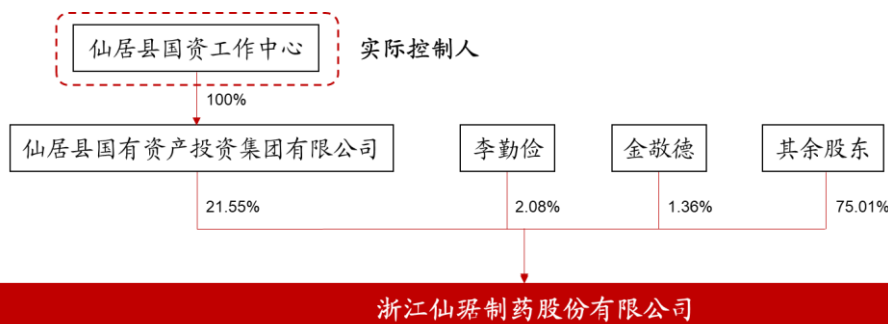 仙居县国资工作中心
实际控制人
100%
仙居县国有资产投资集团有限公司
李勤俭
金敬德
其余股东
21.55%
2.08%
1.36%
75.01%
浙江仙琚制药股份有限公司